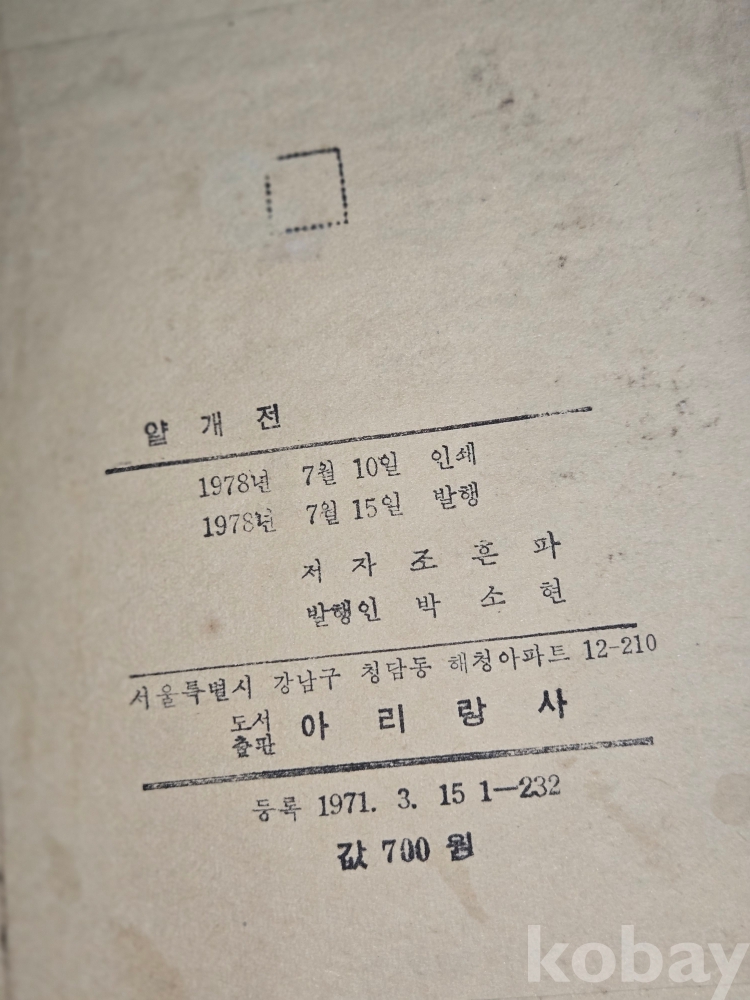 얄개전
1978년 7월 10일 인쇄
1978년 7월 15일 발행
저자 조흔파
발행인 박소현
서울특별시 강남구 청담동 해청아파트 12-210
도서출판 아리랑사
등록 1971. 3. 15 1-232
값 700 원
kobay